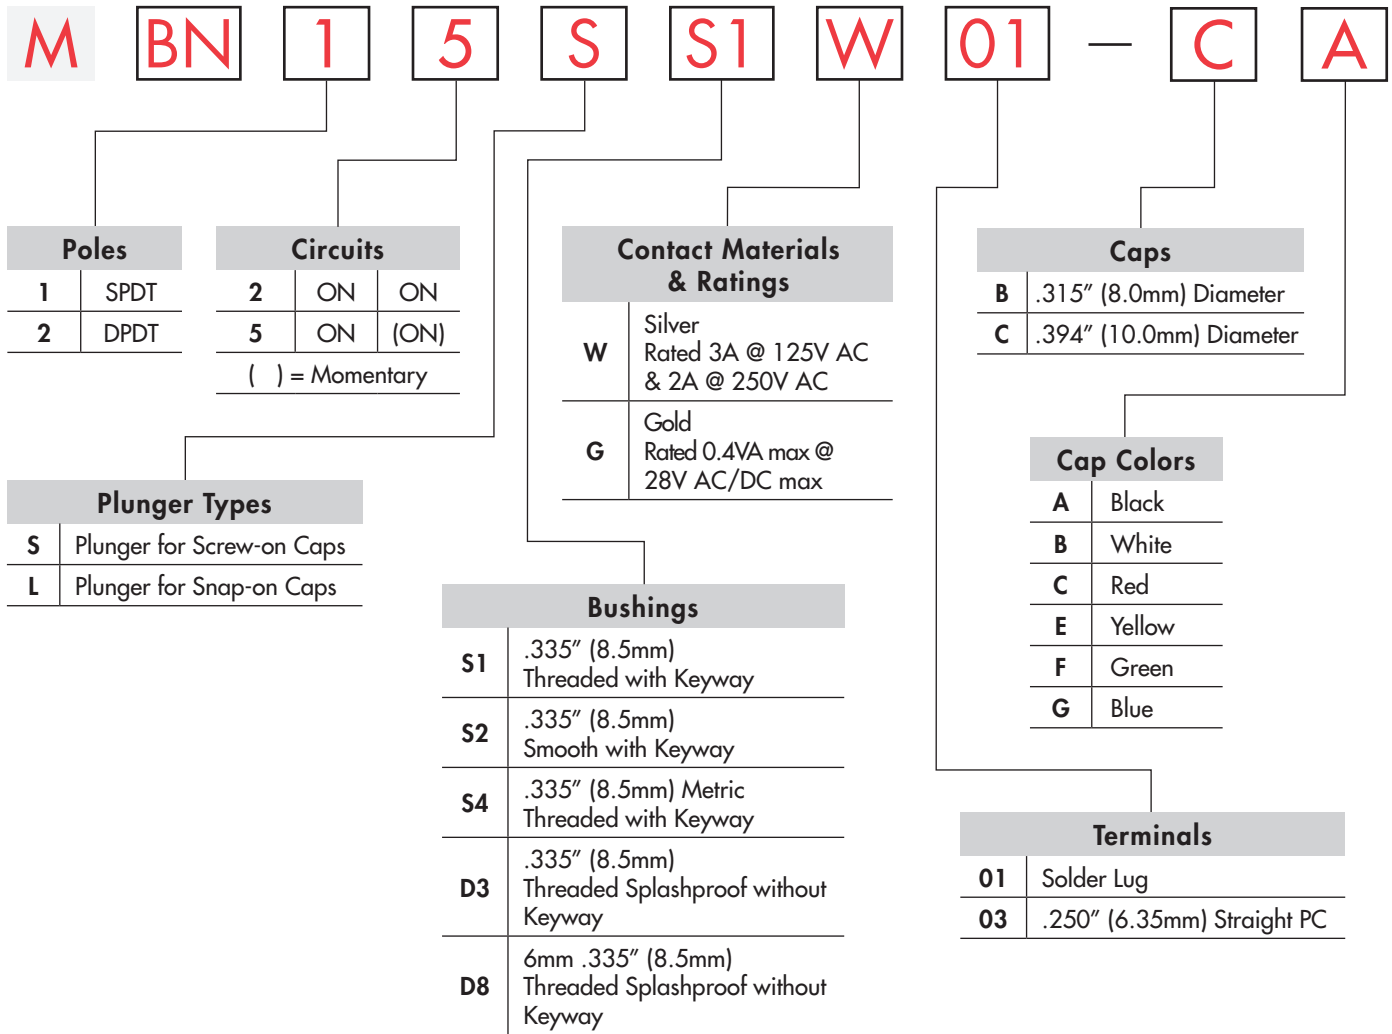 M BN 1 5 S S1 W 01 — C A
Poles
1 SPDT
2 DPDT
Circuits
2 ON ON
5 ON (ON)
( ) = Momentary
Plunger Types
S Plunger for Screw-on Caps
L Plunger for Snap-on Caps
Contact Materials
& Ratings
W Silver
Rated 3A @ 125V AC
& 2A @ 250V AC
G Gold
Rated 0.4VA max @
28V AC/DC max
Bushings
S1 .335″ (8.5mm)
Threaded with Keyway
S2 .335″ (8.5mm)
Smooth with Keyway
S4 .335″ (8.5mm) Metric
Threaded with Keyway
D3 .335″ (8.5mm)
Threaded Splashproof without
Keyway
D8 6mm .335″ (8.5mm)
Threaded Splashproof without
Keyway
Caps
B .315″ (8.0mm) Diameter
C .394″ (10.0mm) Diameter
Cap Colors
A Black
B White
C Red
E Yellow
F Green
G Blue
Terminals
01 Solder Lug
03 .250″ (6.35mm) Straight PC